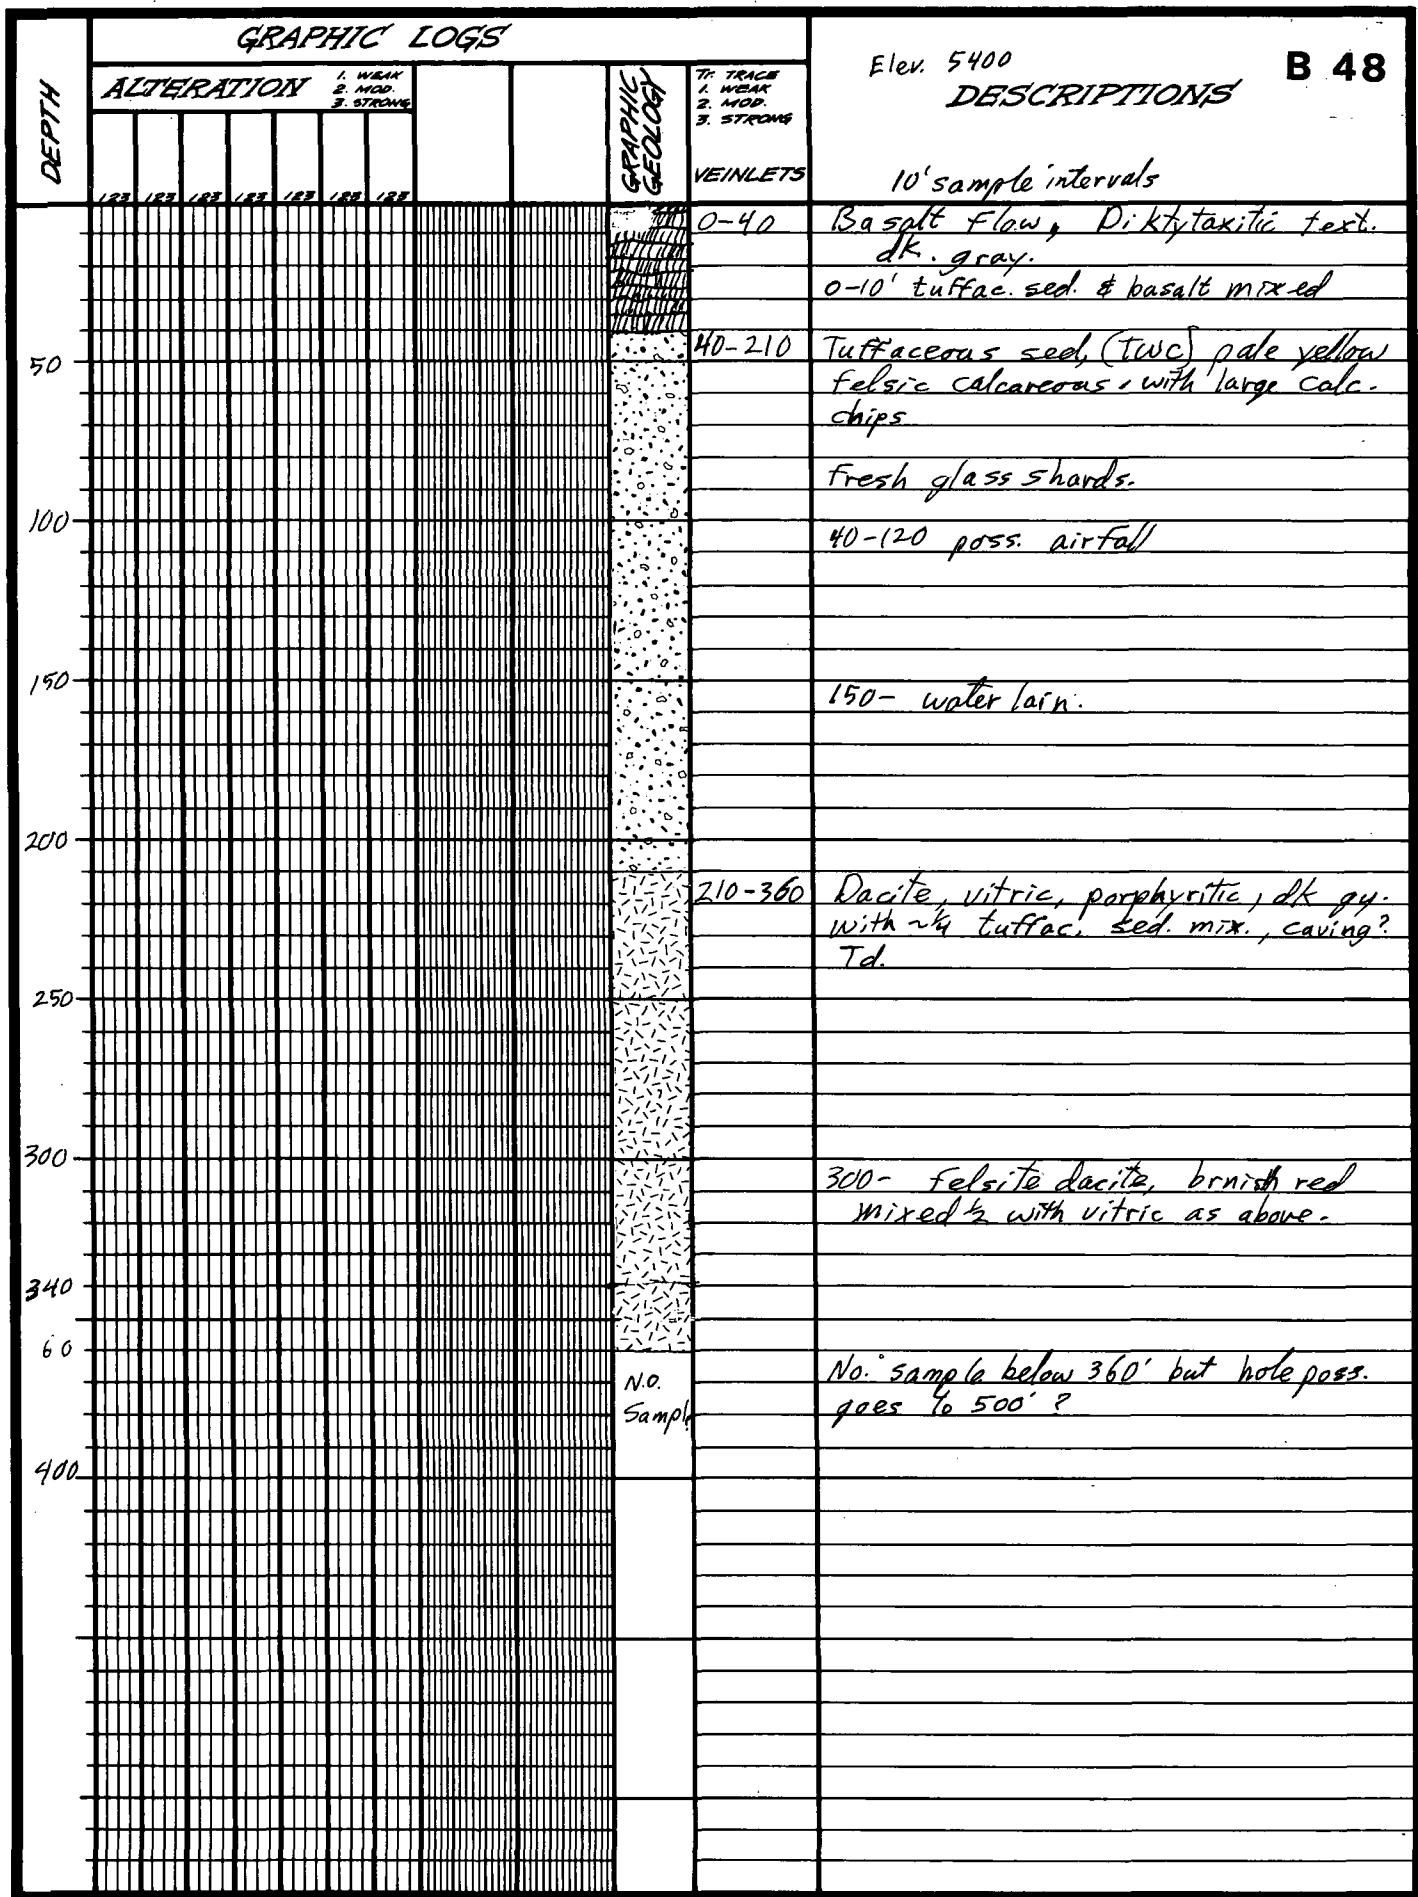 GRAPHIC LOGS
Elev. 5400
B 48
DESCRIPTIONS
10' sample intervals
DEPTH
ALTERATION
1. WEAK
2. MOD.
3. STRONG
GRAPHIC
GEOLOGY
Tr. TRACE
1. WEAK
2. MOD.
3. STRONG
VEINLETS
123 123 123 123 123 123 123
0-40 Basalt Flow, Diktytaxitic text.
dk. gray.
0-10' tuffac. sed. & basalt mixed
50
40-210 Tuffaceous sed, (Twc) pale yellow
felsic calcareous, with large calc.
chips
Fresh glass shards.
100
40-120 poss. airfall
150
150- water lain.
200
210-360 Dacite, vitric, porphyritic, dk gy.
with ~1/4 tuffac. sed. mix., caving?
Td.
250
300
300- Felsite dacite, brnish red
mixed 1/2 with vitric as above.
340
60
No. sample below 360' but hole poss.
goes to 500' ?
N.O.
Sampl
400